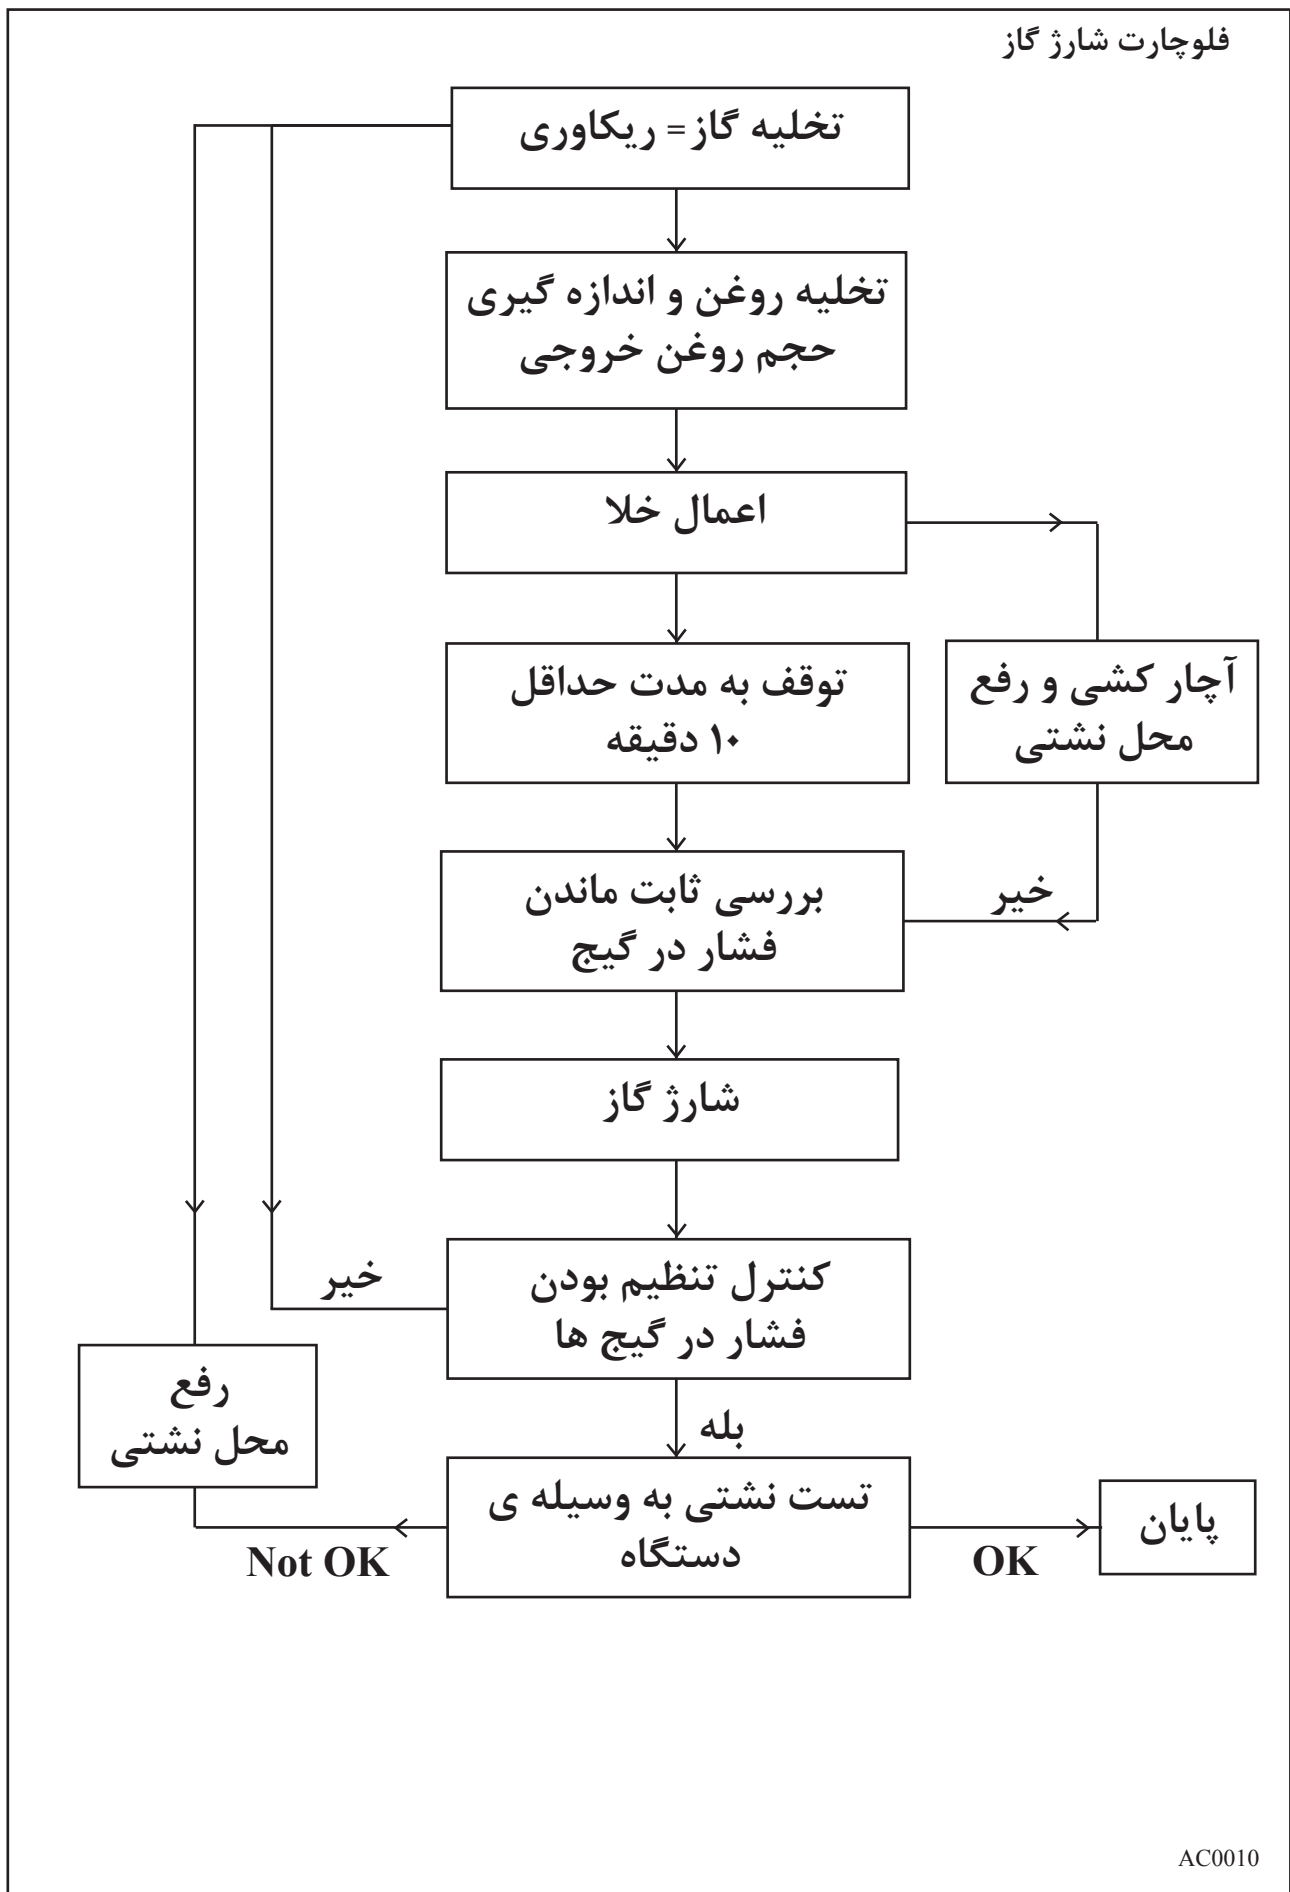 فلوچارت شارژ گاز
تخلیه گاز = ریکاوری
تخلیه روغن و اندازه گیری
حجم روغن خروجی
اعمال خلا
توقف به مدت حداقل
۱۰ دقیقه
آچار کشی و رفع
محل نشتی
بررسی ثابت ماندن
فشار در گیج
خیر
شارژ گاز
کنترل تنظیم بودن
فشار در گیج ها
خیر
بله
رفع
محل نشتی
تست نشتی به وسیله ی
دستگاه
Not OK
OK
پایان
AC0010